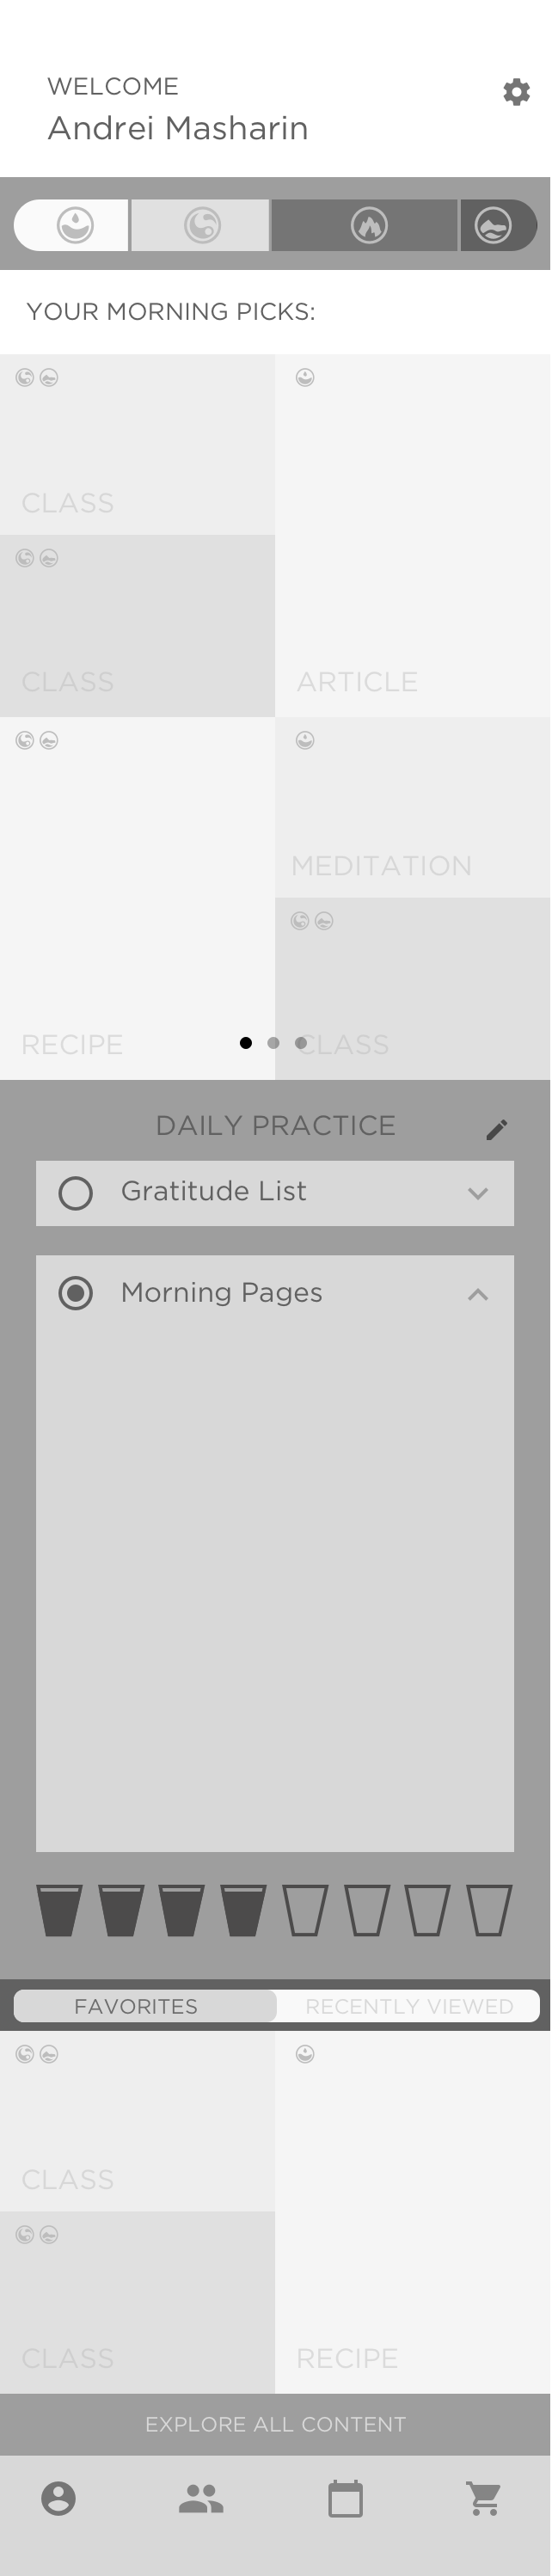 WELCOME
Andrei Masharin
YOUR MORNING PICKS:
CLASS
CLASS
ARTICLE
RECIPE
MEDITATION
CLASS
DAILY PRACTICE
Gratitude List
Morning Pages
FAVORITES
RECENTLY VIEWED
CLASS
CLASS
RECIPE
EXPLORE ALL CONTENT